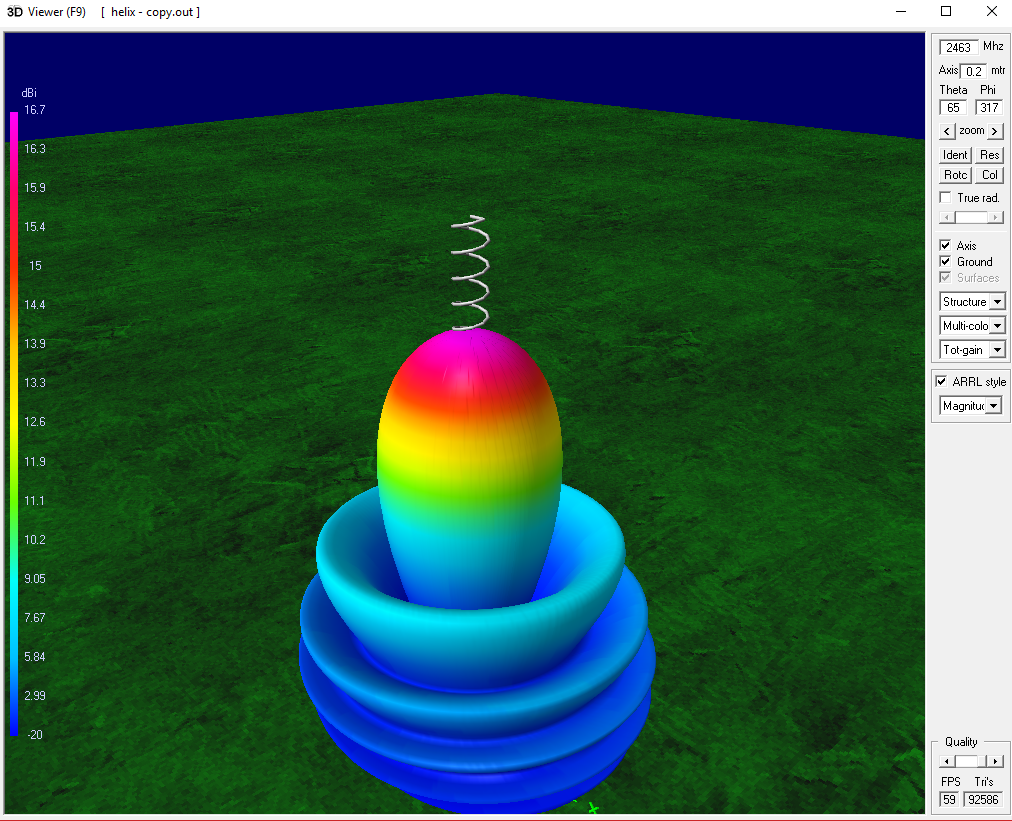 3D Viewer (F9) [ helix - copy.out ]
dBi
16.7
16.3
15.9
15.4
15
14.4
13.9
13.3
12.6
11.9
11.1
10.2
9.05
7.67
5.84
2.99
-20
2463 Mhz
Axis 0.2 mtr
Theta Phi
65 317
< zoom >
Ident Res
Rotc Col
True rad.
Axis
Ground
Surfaces
Structure
Multi-colo
Tot-gain
ARRL style
Magnitud
Quality
FPS Tri's
59 92586